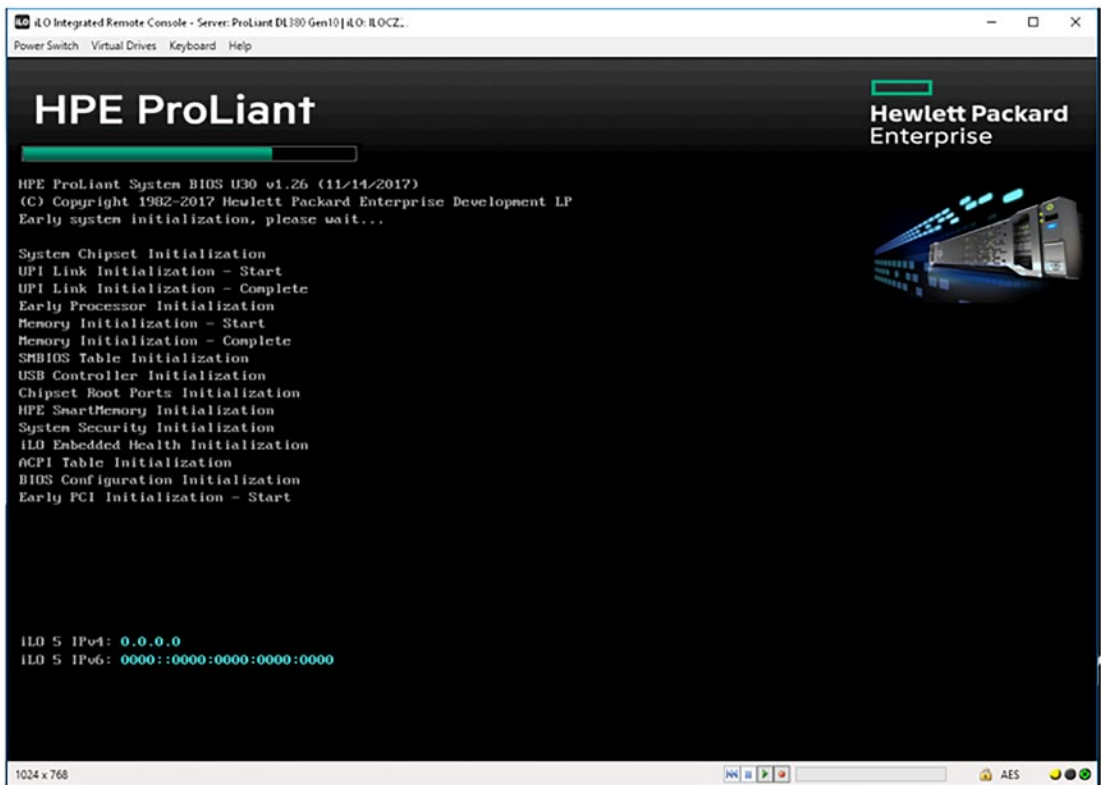 iLO Integrated Remote Console - Server: ProLiant DL380 Gen10 | iLO: ILOCZ...
Power Switch Virtual Drives Keyboard Help
HPE ProLiant
Hewlett Packard
Enterprise
HPE ProLiant System BIOS U30 v1.26 (11/14/2017)
(C) Copyright 1982-2017 Hewlett Packard Enterprise Development LP
Early system initialization, please wait...
System Chipset Initialization
UPI Link Initialization - Start
UPI Link Initialization - Complete
Early Processor Initialization
Memory Initialization - Start
Memory Initialization - Complete
SMBIOS Table Initialization
USB Controller Initialization
Chipset Root Ports Initialization
HPE SmartMemory Initialization
System Security Initialization
iLO Embedded Health Initialization
ACPI Table Initialization
BIOS Configuration Initialization
Early PCI Initialization - Start
iLO 5 IPv4: 0.0.0.0
iLO 5 IPv6: 0000::0000:0000:0000:0000
1024 x 768
AES